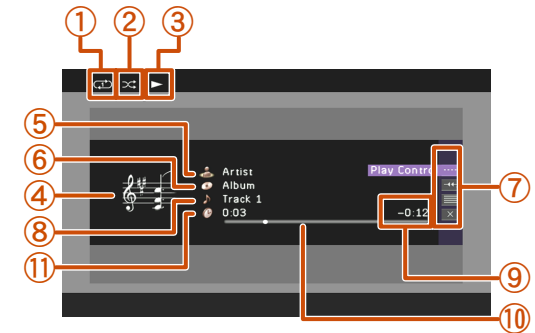 ① ② ③
⑤ Artist Play Control ····
⑥ Album
④ ⑦
⑧ Track 1
⑪ 0:03 -0:12
⑨
⑩